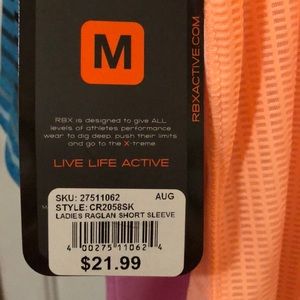 M
RBX is designed to give ALL
levels of athletes performance
wear to dig deep, push their limits
and go to the X-treme
LIVE LIFE ACTIVE
RBXACTIVE.COM
SKU: 27511062 AUG
STYLE: CR2058SK
LADIES RAGLAN SHORT SLEEVE
4 00275 11062 4
$21.99